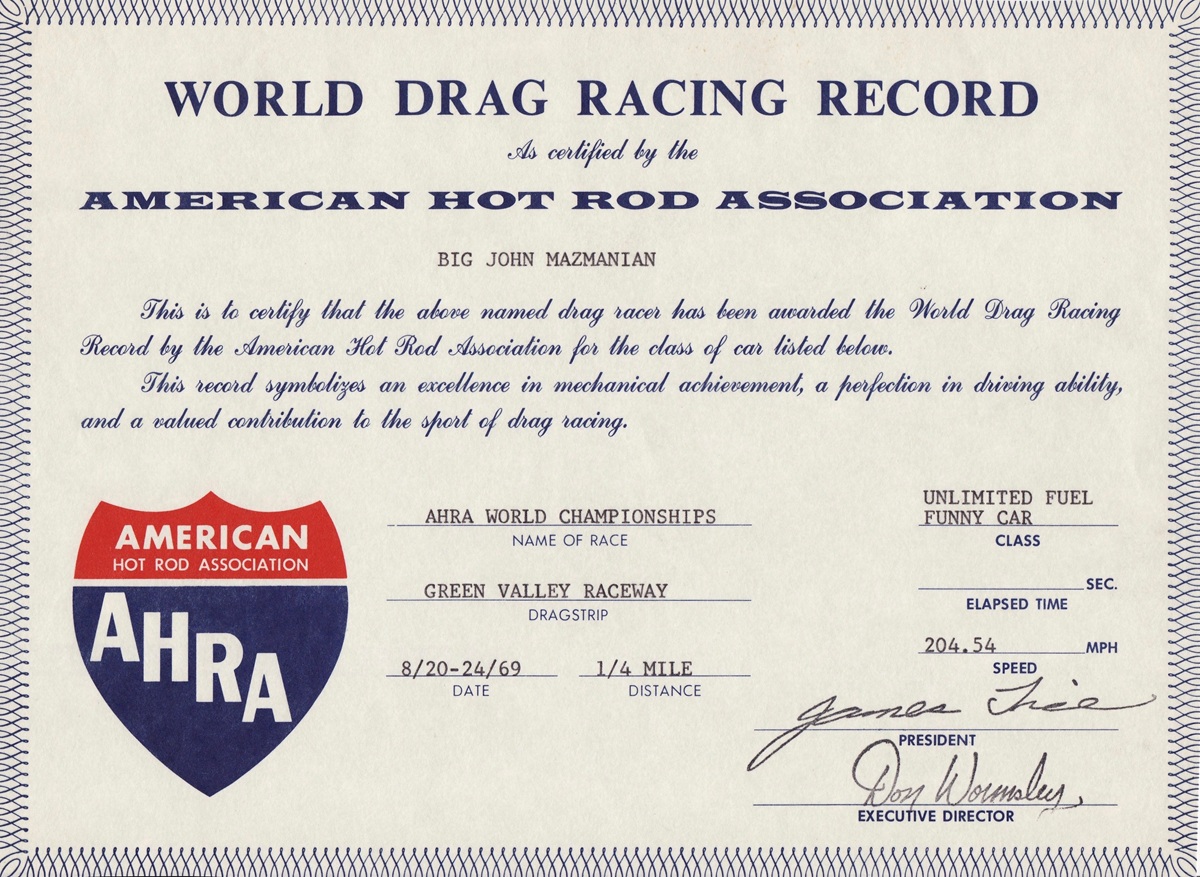 WORLD DRAG RACING RECORD
As certified by the
AMERICAN HOT ROD ASSOCIATION
BIG JOHN MAZMANIAN
This is to certify that the above named drag racer has been awarded the World Drag Racing
Record by the American Hot Rod Association for the class of car listed below.
This record symbolizes an excellence in mechanical achievement, a perfection in driving ability,
and a valued contribution to the sport of drag racing.
AMERICAN
HOT ROD ASSOCIATION
AHRA
AHRA WORLD CHAMPIONSHIPS
NAME OF RACE
GREEN VALLEY RACEWAY
DRAGSTRIP
8/20-24/69
DATE
1/4 MILE
DISTANCE
UNLIMITED FUEL
FUNNY CAR
CLASS
SEC.
ELAPSED TIME
204.54 MPH
SPEED
James Tice
PRESIDENT
Don Wormsley
EXECUTIVE DIRECTOR